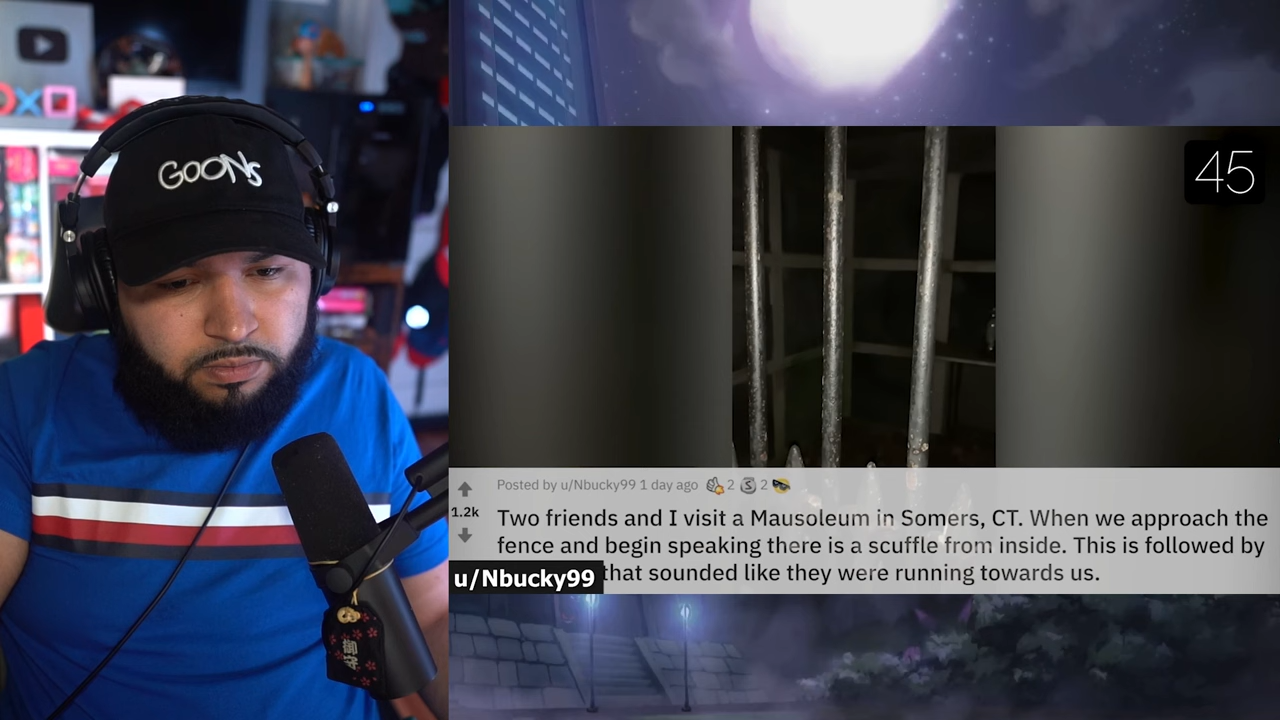 GOONs
45
Posted by u/Nbucky99 1 day ago 2 2
1.2k
Two friends and I visit a Mausoleum in Somers, CT. When we approach the
fence and begin speaking there is a scuffle from inside. This is followed by
that sounded like they were running towards us.
u/Nbucky99
御守